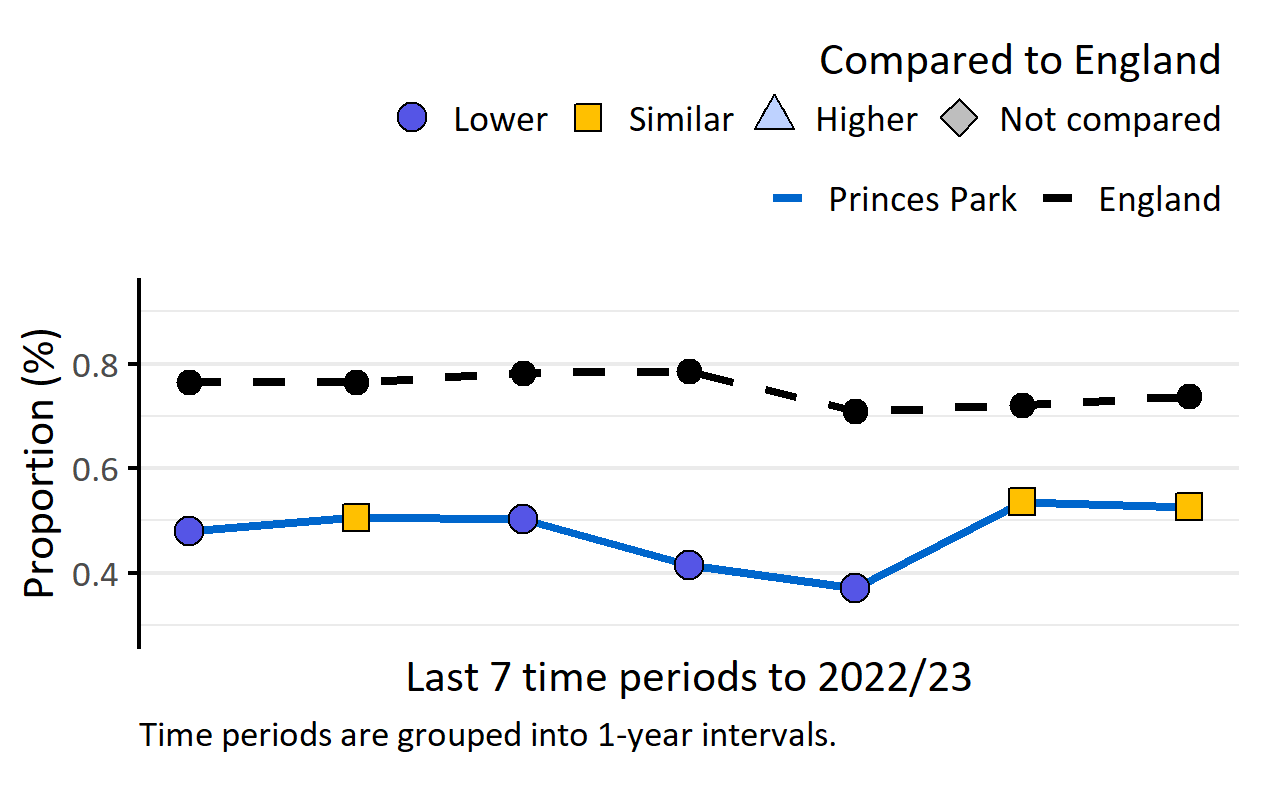 Compared to England
Lower Similar Higher Not compared
Princes Park England
Proportion (%)
0.8
0.6
0.4
Last 7 time periods to 2022/23
Time periods are grouped into 1-year intervals.